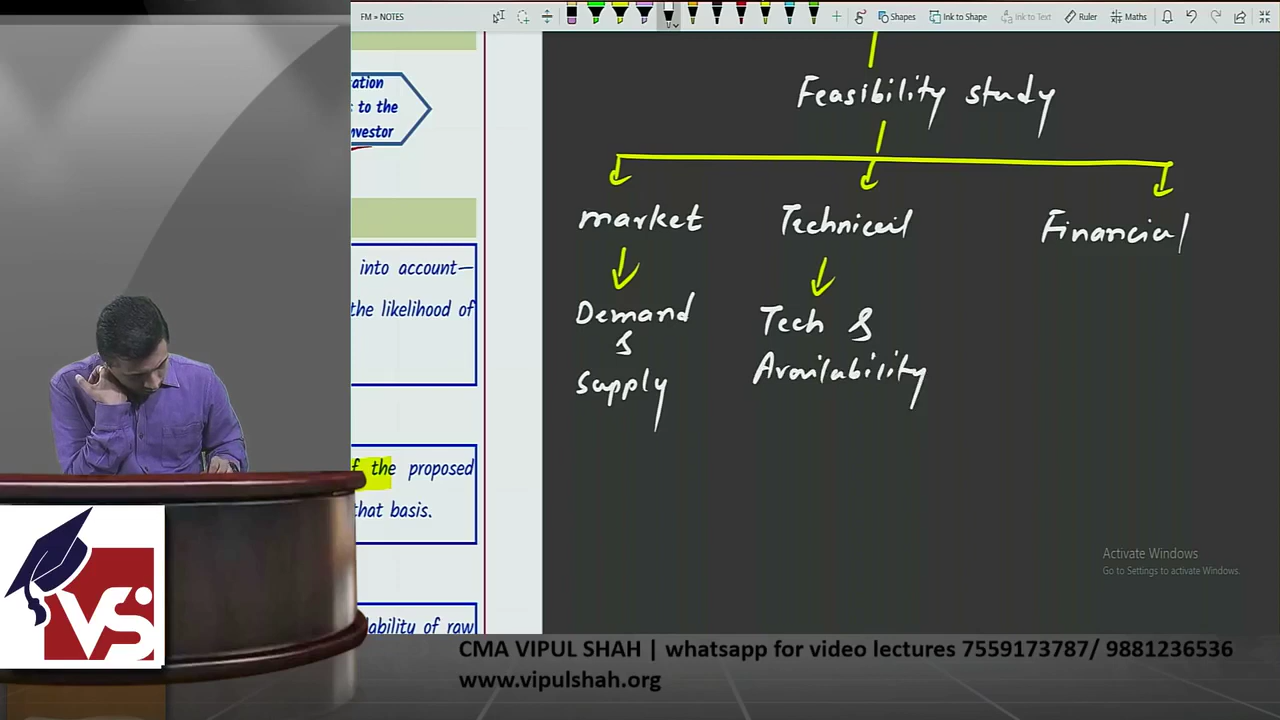 FM » NOTES
Shapes
Ink to Shape
Ink to Text
Ruler
Maths
ation
to the
nvestor
into account—
the likelihood of
f the proposed
that basis.
lability of raw
Feasibility study
market
Technical
Financial
Demand
&
supply
Tech &
Availability
Activate Windows
Go to Settings to activate Windows.
VS
CMA VIPUL SHAH | whatsapp for video lectures 7559173787/ 9881236536
www.vipulshah.org